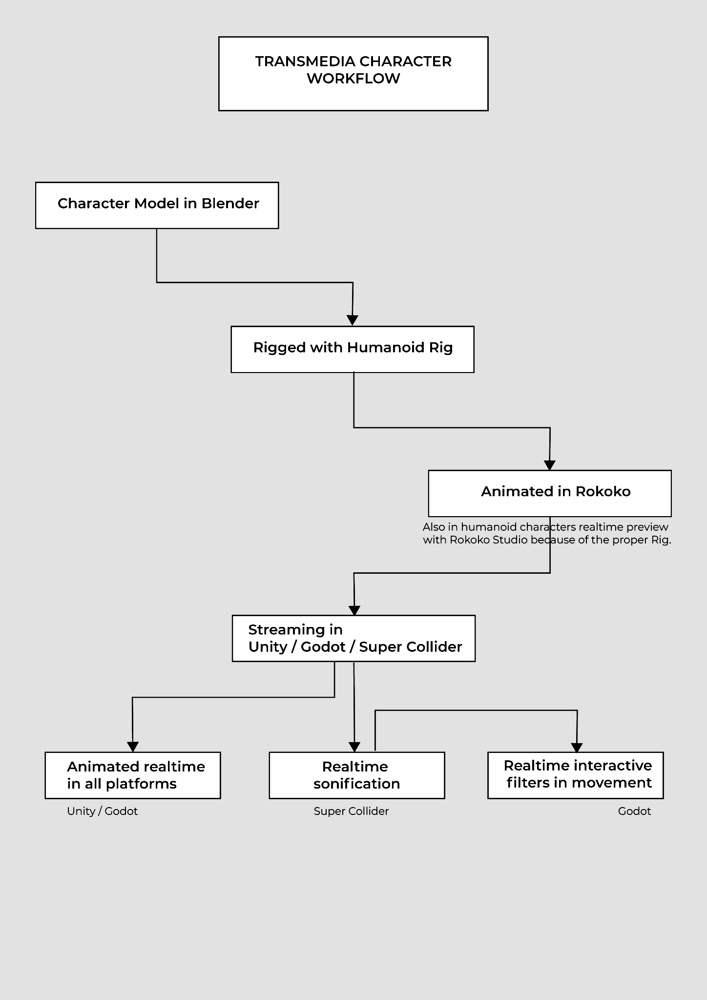 TRANSMEDIA CHARACTER
WORKFLOW
Character Model in Blender
Rigged with Humanoid Rig
Animated in Rokoko
Also in humanoid characters realtime preview
with Rokoko Studio because of the proper Rig.
Streaming in
Unity / Godot / Super Collider
Animated realtime
in all platforms
Unity / Godot
Realtime
sonification
Super Collider
Realtime interactive
filters in movement
Godot